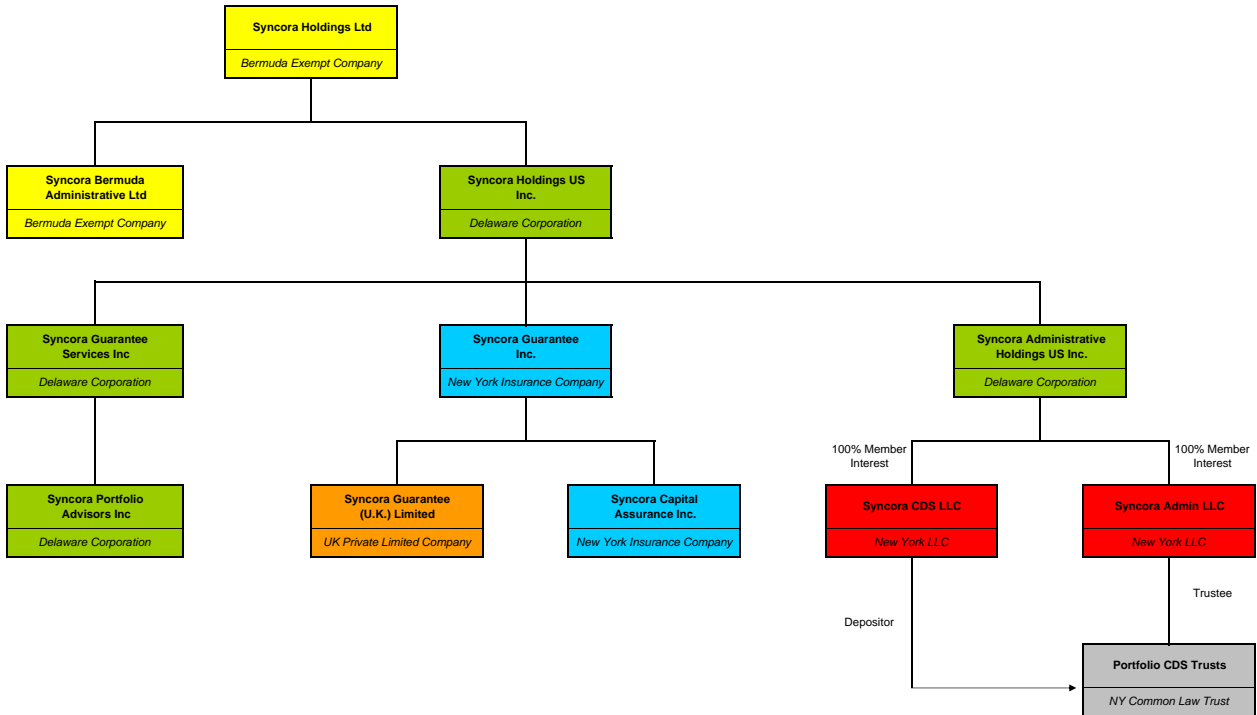 Syncora Holdings Ltd
Bermuda Exempt Company
Syncora Bermuda
Administrative Ltd
Bermuda Exempt Company
Syncora Holdings US
Inc.
Delaware Corporation
Syncora Guarantee
Services Inc
Delaware Corporation
Syncora Guarantee
Inc.
New York Insurance Company
Syncora Administrative
Holdings US Inc.
Delaware Corporation
100% Member
Interest
100% Member
Interest
Syncora Portfolio
Advisors Inc
Delaware Corporation
Syncora Guarantee
(U.K.) Limited
UK Private Limited Company
Syncora Capital
Assurance Inc.
New York Insurance Company
Syncora CDS LLC
New York LLC
Syncora Admin LLC
New York LLC
Depositor
Trustee
Portfolio CDS Trusts
NY Common Law Trust